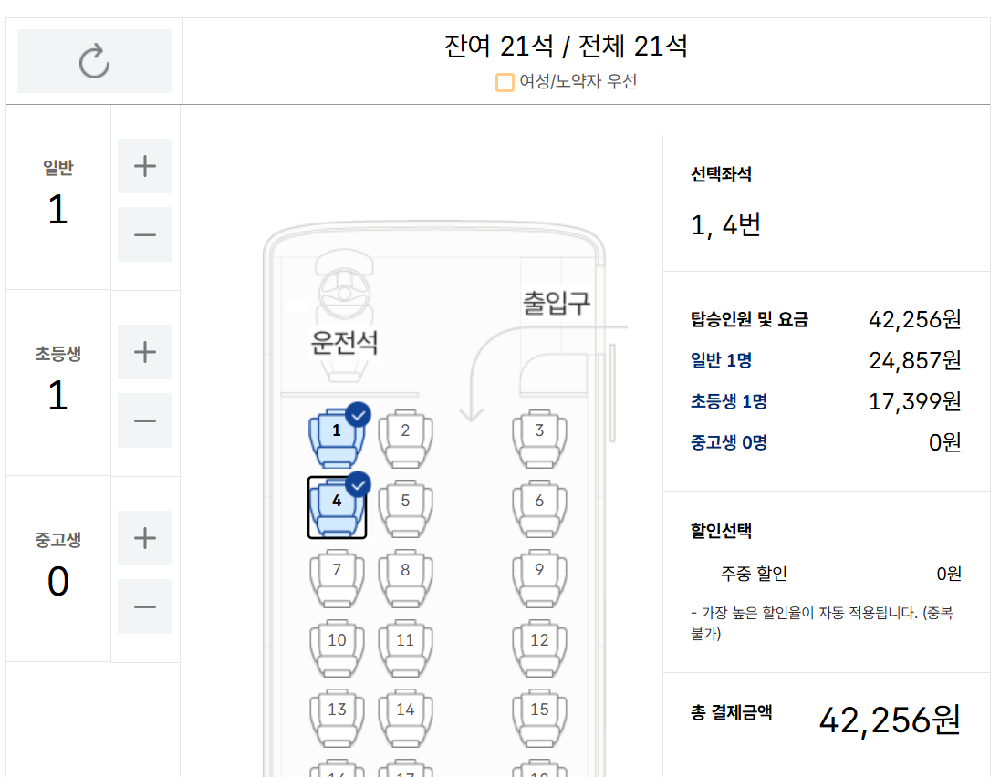 잔여 21석 / 전체 21석
여성/노약자 우선
일반
1
+
−
초등생
1
+
−
중고생
0
+
−
운전석
출입구
1 2 3
4 5 6
7 8 9
10 11 12
13 14 15
선택좌석
1, 4번
탑승인원 및 요금 42,256원
일반 1명 24,857원
초등생 1명 17,399원
중고생 0명 0원
할인선택
주중 할인 0원
- 가장 높은 할인율이 자동 적용됩니다. (중복
불가)
총 결제금액 42,256원